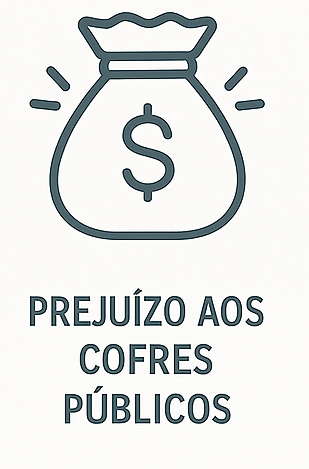 $
PREJUÍZO AOS
COFRES
PÚBLICOS